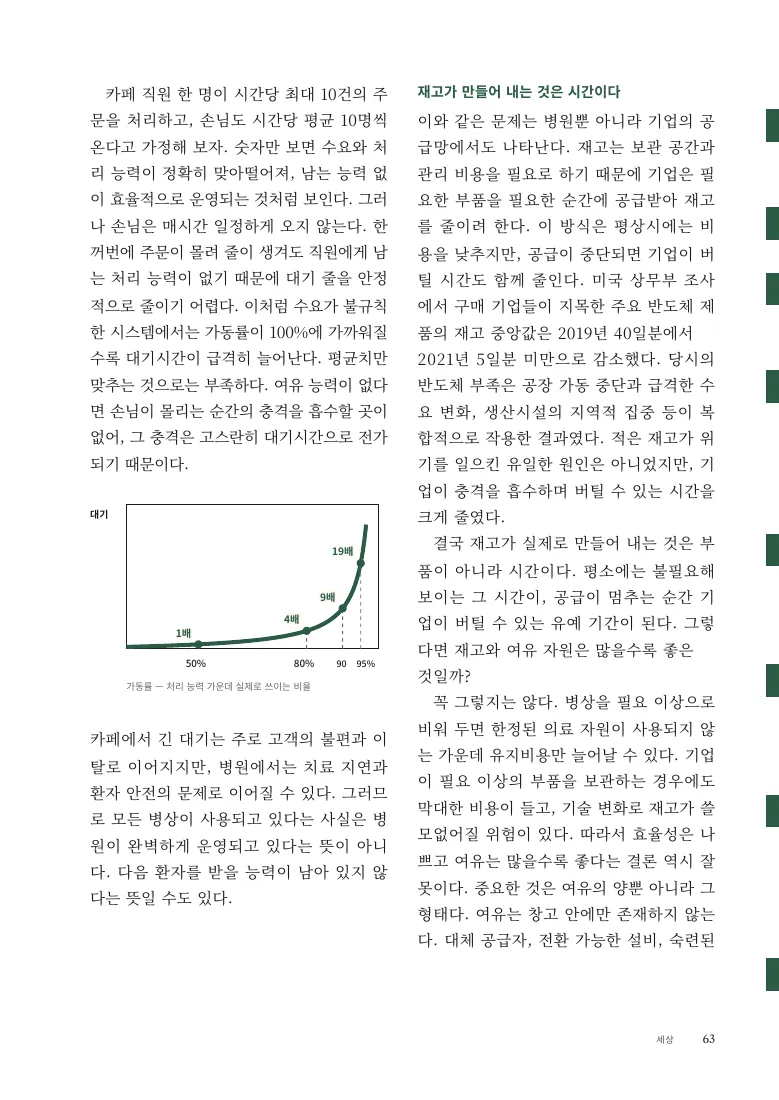 카페 직원 한 명이 시간당 최대 10건의 주
문을 처리하고, 손님도 시간당 평균 10명씩
온다고 가정해 보자. 숫자만 보면 수요와 처
리 능력이 정확히 맞아떨어져, 남는 능력 없
이 효율적으로 운영되는 것처럼 보인다. 그러
나 손님은 매시간 일정하게 오지 않는다. 한
꺼번에 주문이 몰려 줄이 생겨도 직원에게 남
는 처리 능력이 없기 때문에 대기 줄을 안정
적으로 줄이기 어렵다. 이처럼 수요가 불규칙
한 시스템에서는 가동률이 100%에 가까워질
수록 대기시간이 급격히 늘어난다. 평균치만
맞추는 것으로는 부족하다. 여유 능력이 없다
면 손님이 몰리는 순간의 충격을 흡수할 곳이
없어, 그 충격은 고스란히 대기시간으로 전가
되기 때문이다.
대기
19배
9배
4배
1배
50%
80%
90
95%
가동률 — 처리 능력 가운데 실제로 쓰이는 비율
카페에서 긴 대기는 주로 고객의 불편과 이
탈로 이어지지만, 병원에서는 치료 지연과
환자 안전의 문제로 이어질 수 있다. 그러므
로 모든 병상이 사용되고 있다는 사실은 병
원이 완벽하게 운영되고 있다는 뜻이 아니
다. 다음 환자를 받을 능력이 남아 있지 않
다는 뜻일 수도 있다.
재고가 만들어 내는 것은 시간이다
이와 같은 문제는 병원뿐 아니라 기업의 공
급망에서도 나타난다. 재고는 보관 공간과
관리 비용을 필요로 하기 때문에 기업은 필
요한 부품을 필요한 순간에 공급받아 재고
를 줄이려 한다. 이 방식은 평상시에는 비
용을 낮추지만, 공급이 중단되면 기업이 버
틸 시간도 함께 줄인다. 미국 상무부 조사
에서 구매 기업들이 지목한 주요 반도체 제
품의 재고 중앙값은 2019년 40일분에서
2021년 5일분 미만으로 감소했다. 당시의
반도체 부족은 공장 가동 중단과 급격한 수
요 변화, 생산시설의 지역적 집중 등이 복
합적으로 작용한 결과였다. 적은 재고가 위
기를 일으킨 유일한 원인은 아니었지만, 기
업이 충격을 흡수하며 버틸 수 있는 시간을
크게 줄였다.
결국 재고가 실제로 만들어 내는 것은 부
품이 아니라 시간이다. 평소에는 불필요해
보이는 그 시간이, 공급이 멈추는 순간 기
업이 버틸 수 있는 유예 기간이 된다. 그렇
다면 재고와 여유 자원은 많을수록 좋은
것일까?
꼭 그렇지는 않다. 병상을 필요 이상으로
비워 두면 한정된 의료 자원이 사용되지 않
는 가운데 유지비용만 늘어날 수 있다. 기업
이 필요 이상의 부품을 보관하는 경우에도
막대한 비용이 들고, 기술 변화로 재고가 쓸
모없어질 위험이 있다. 따라서 효율성은 나
쁘고 여유는 많을수록 좋다는 결론 역시 잘
못이다. 중요한 것은 여유의 양뿐 아니라 그
형태다. 여유는 창고 안에만 존재하지 않는
다. 대체 공급자, 전환 가능한 설비, 숙련된
세상 63